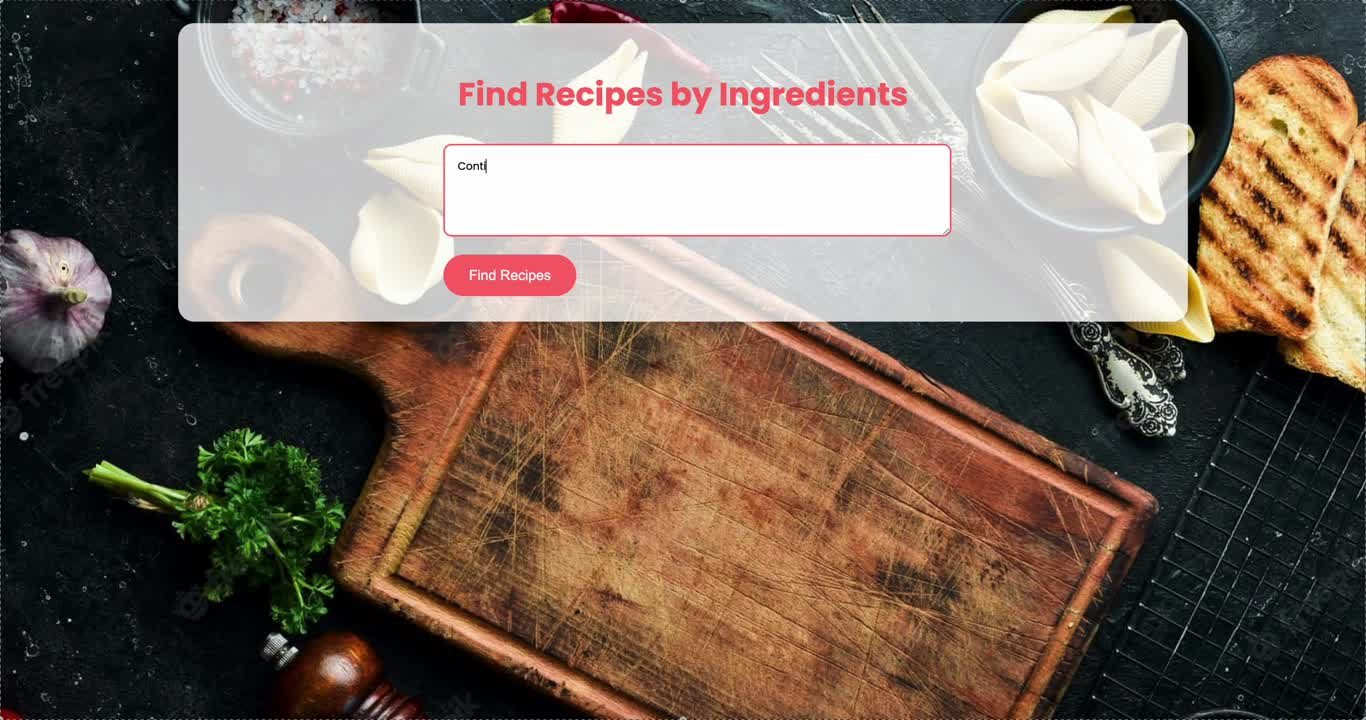 Find Recipes by Ingredients
Conti
Find Recipes